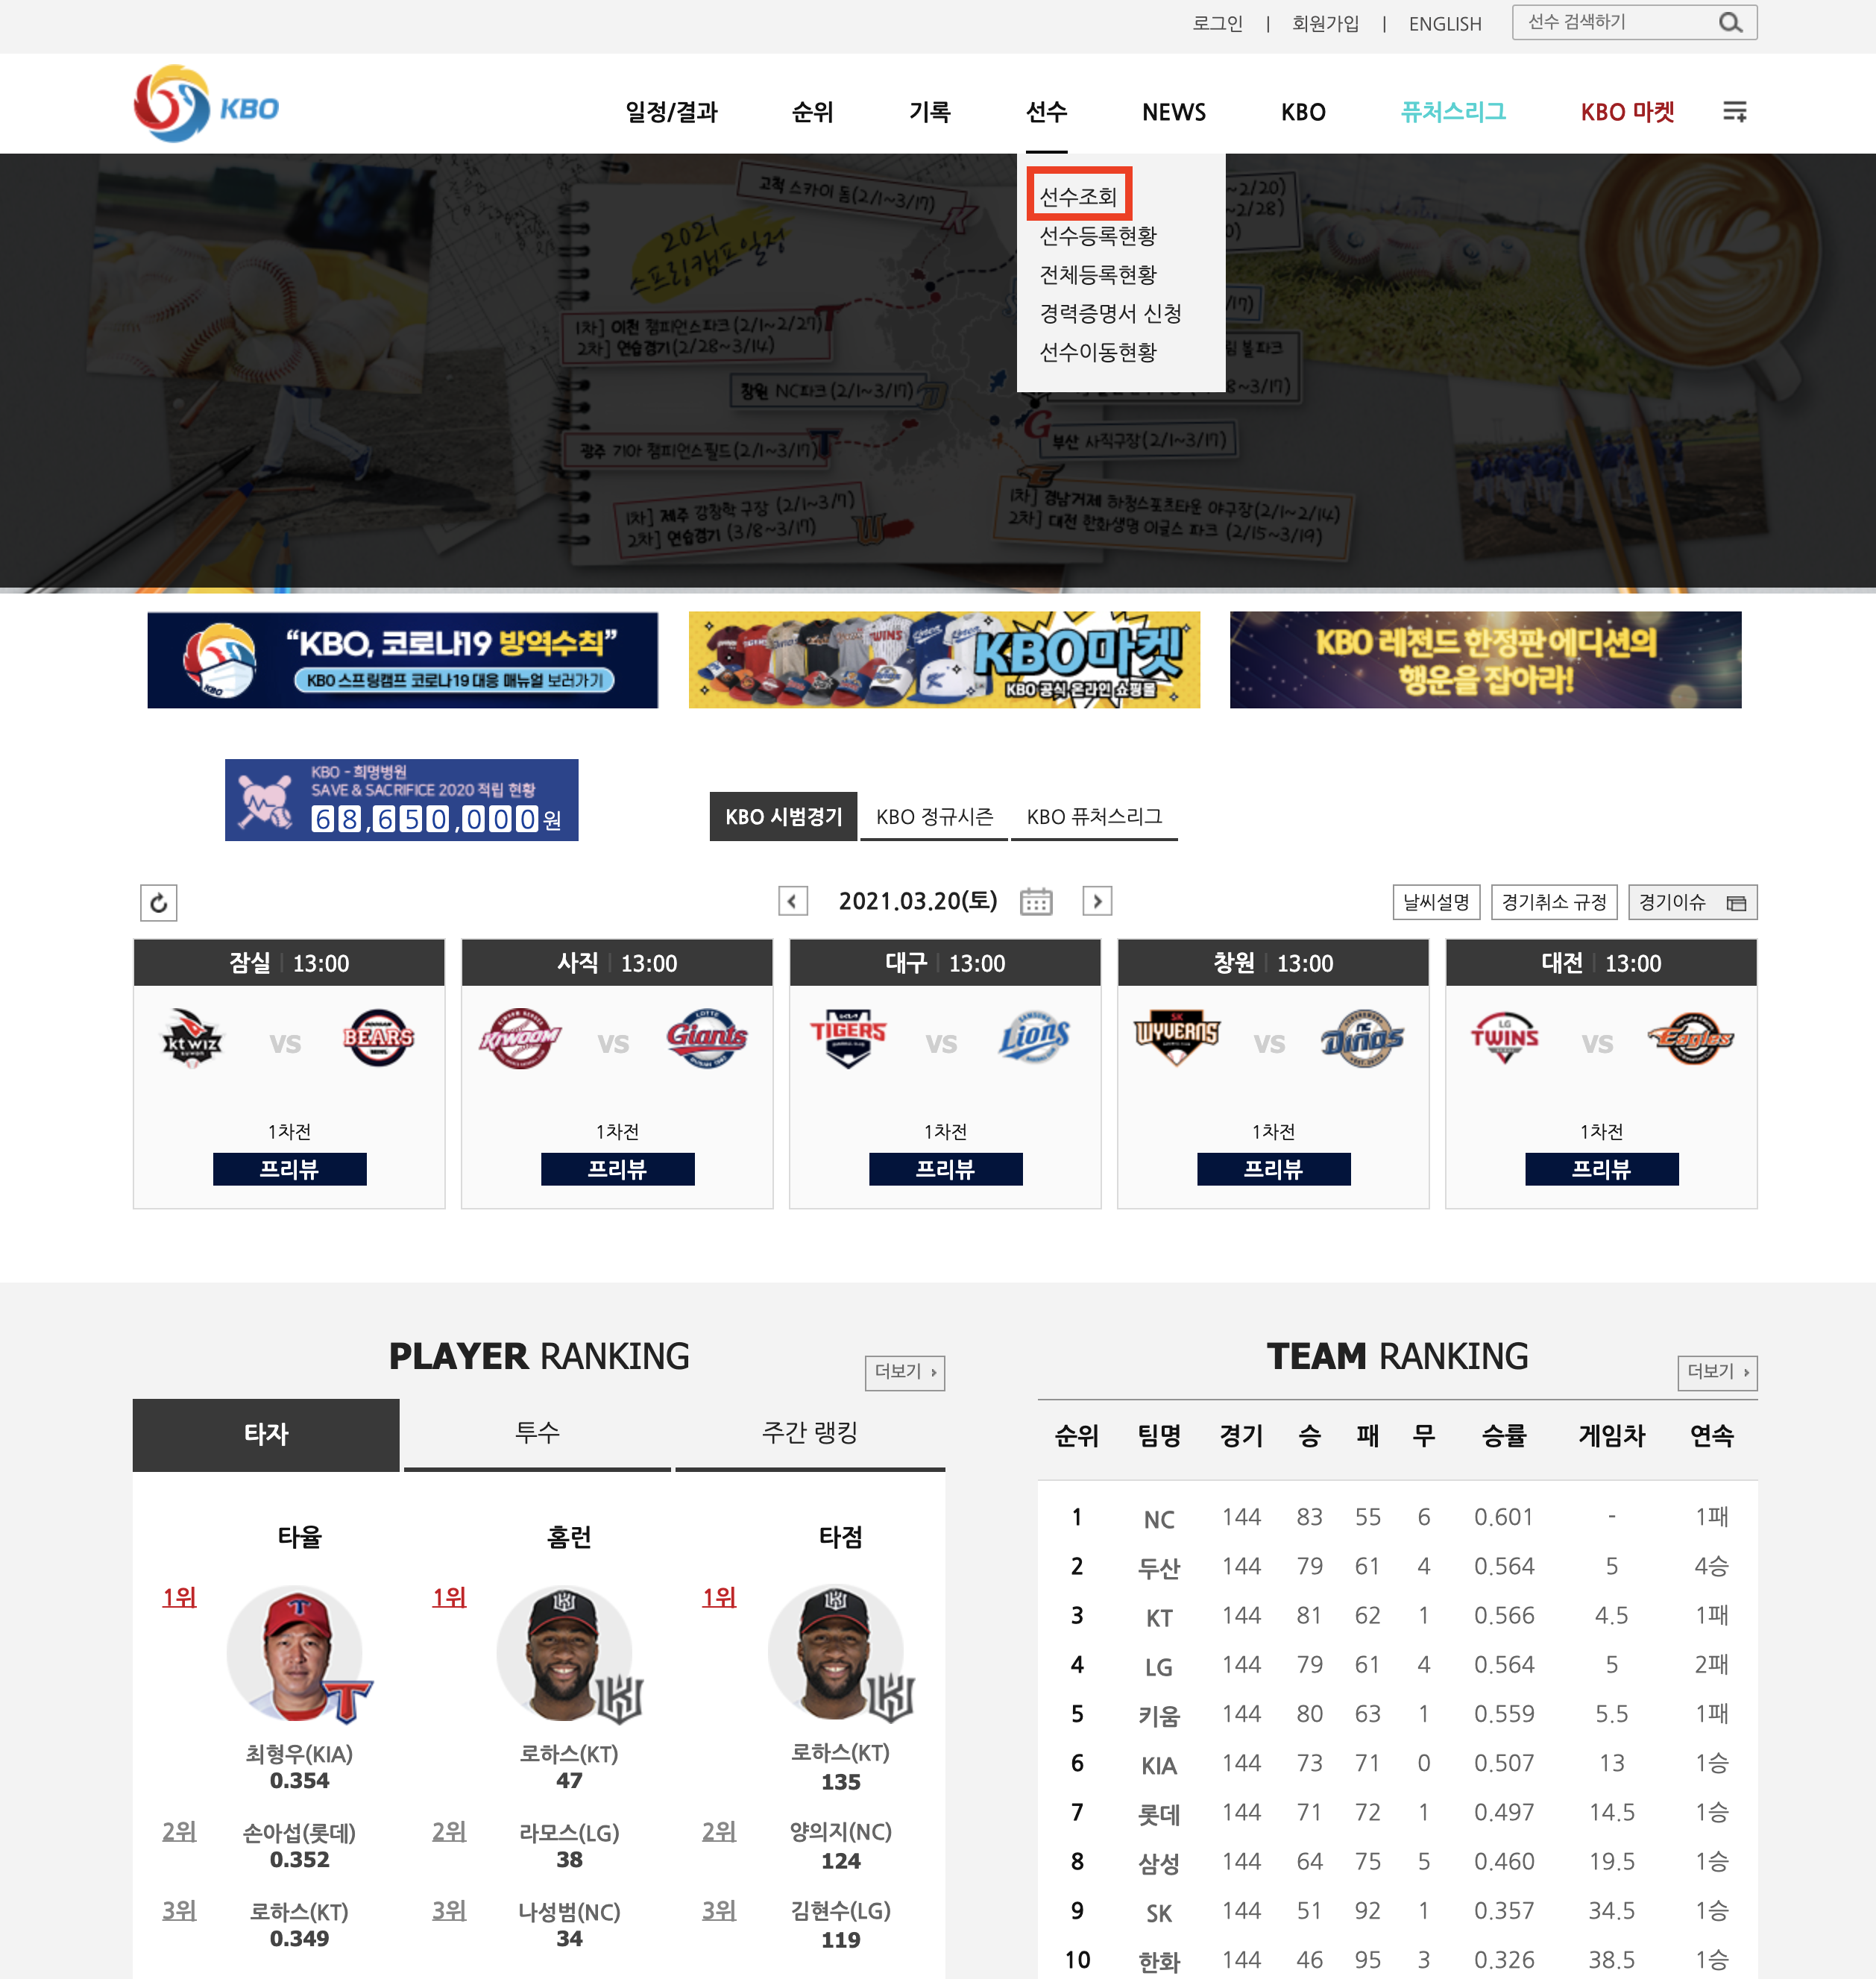 로그인 | 회원가입 | ENGLISH 선수 검색하기
KBO 일정/결과 순위 기록 선수 NEWS KBO 퓨처스리그 KBO 마켓
선수조회
선수등록현황
전체등록현황
경력증명서 신청
선수이동현황
고척 스카이 돔(2/1~3/17)
2021
스프링캠프일정
1차] 이천 챔피언스파크(2/1~2/27)
2차] 연습경기(2/28~3/14)
창원 NC파크(2/1~3/17)
광주 기아 챔피언스필드(2/1~3/17)
1차] 제주 강창학 구장 (2/1~3/7)
2차] 연습경기 (3/8~3/17)
~2/20)
~2/28)
볼파크
8~3/17)
부산 사직구장(2/1~3/17)
1차] 경남거제 하청스포츠타운 야구장(2/1~2/14)
2차] 대전 한화생명 이글스 파크 (2/15~3/19)
“KBO, 코로나19 방역수칙”
KBO 스프링캠프 코로나19 대응 매뉴얼 보러가기
KBO마켓
KBO 공식 온라인 쇼핑몰
KBO 레전드 한정판 에디션의
행운을 잡아라!
KBO - 희명병원
SAVE & SACRIFICE 2020 적립 현황
68,650,000원
KBO 시범경기 KBO 정규시즌 KBO 퓨처스리그
2021.03.20(토) 날씨설명 경기취소 규정 경기이슈
잠실 | 13:00 사직 | 13:00 대구 | 13:00 창원 | 13:00 대전 | 13:00
kt wiz VS BEARS KIWOOM VS LOTTE Giants TIGERS VS SAMSUNG Lions SK WYVERNS VS NC Dinos LG TWINS VS Eagles
1차전 1차전 1차전 1차전 1차전
프리뷰 프리뷰 프리뷰 프리뷰 프리뷰
PLAYER RANKING 더보기
타자 투수 주간 랭킹
타율 홈런 타점
1위 1위 1위
최형우(KIA) 로하스(KT) 로하스(KT)
0.354 47 135
2위 손아섭(롯데) 2위 라모스(LG) 2위 양의지(NC)
0.352 38 124
3위 로하스(KT) 3위 나성범(NC) 3위 김현수(LG)
0.349 34 119
TEAM RANKING 더보기
순위 팀명 경기 승 패 무 승률 게임차 연속
1 NC 144 83 55 6 0.601 - 1패
2 두산 144 79 61 4 0.564 5 4승
3 KT 144 81 62 1 0.566 4.5 1패
4 LG 144 79 61 4 0.564 5 2패
5 키움 144 80 63 1 0.559 5.5 1패
6 KIA 144 73 71 0 0.507 13 1승
7 롯데 144 71 72 1 0.497 14.5 1승
8 삼성 144 64 75 5 0.460 19.5 1승
9 SK 144 51 92 1 0.357 34.5 1승
10 한화 144 46 95 3 0.326 38.5 1승